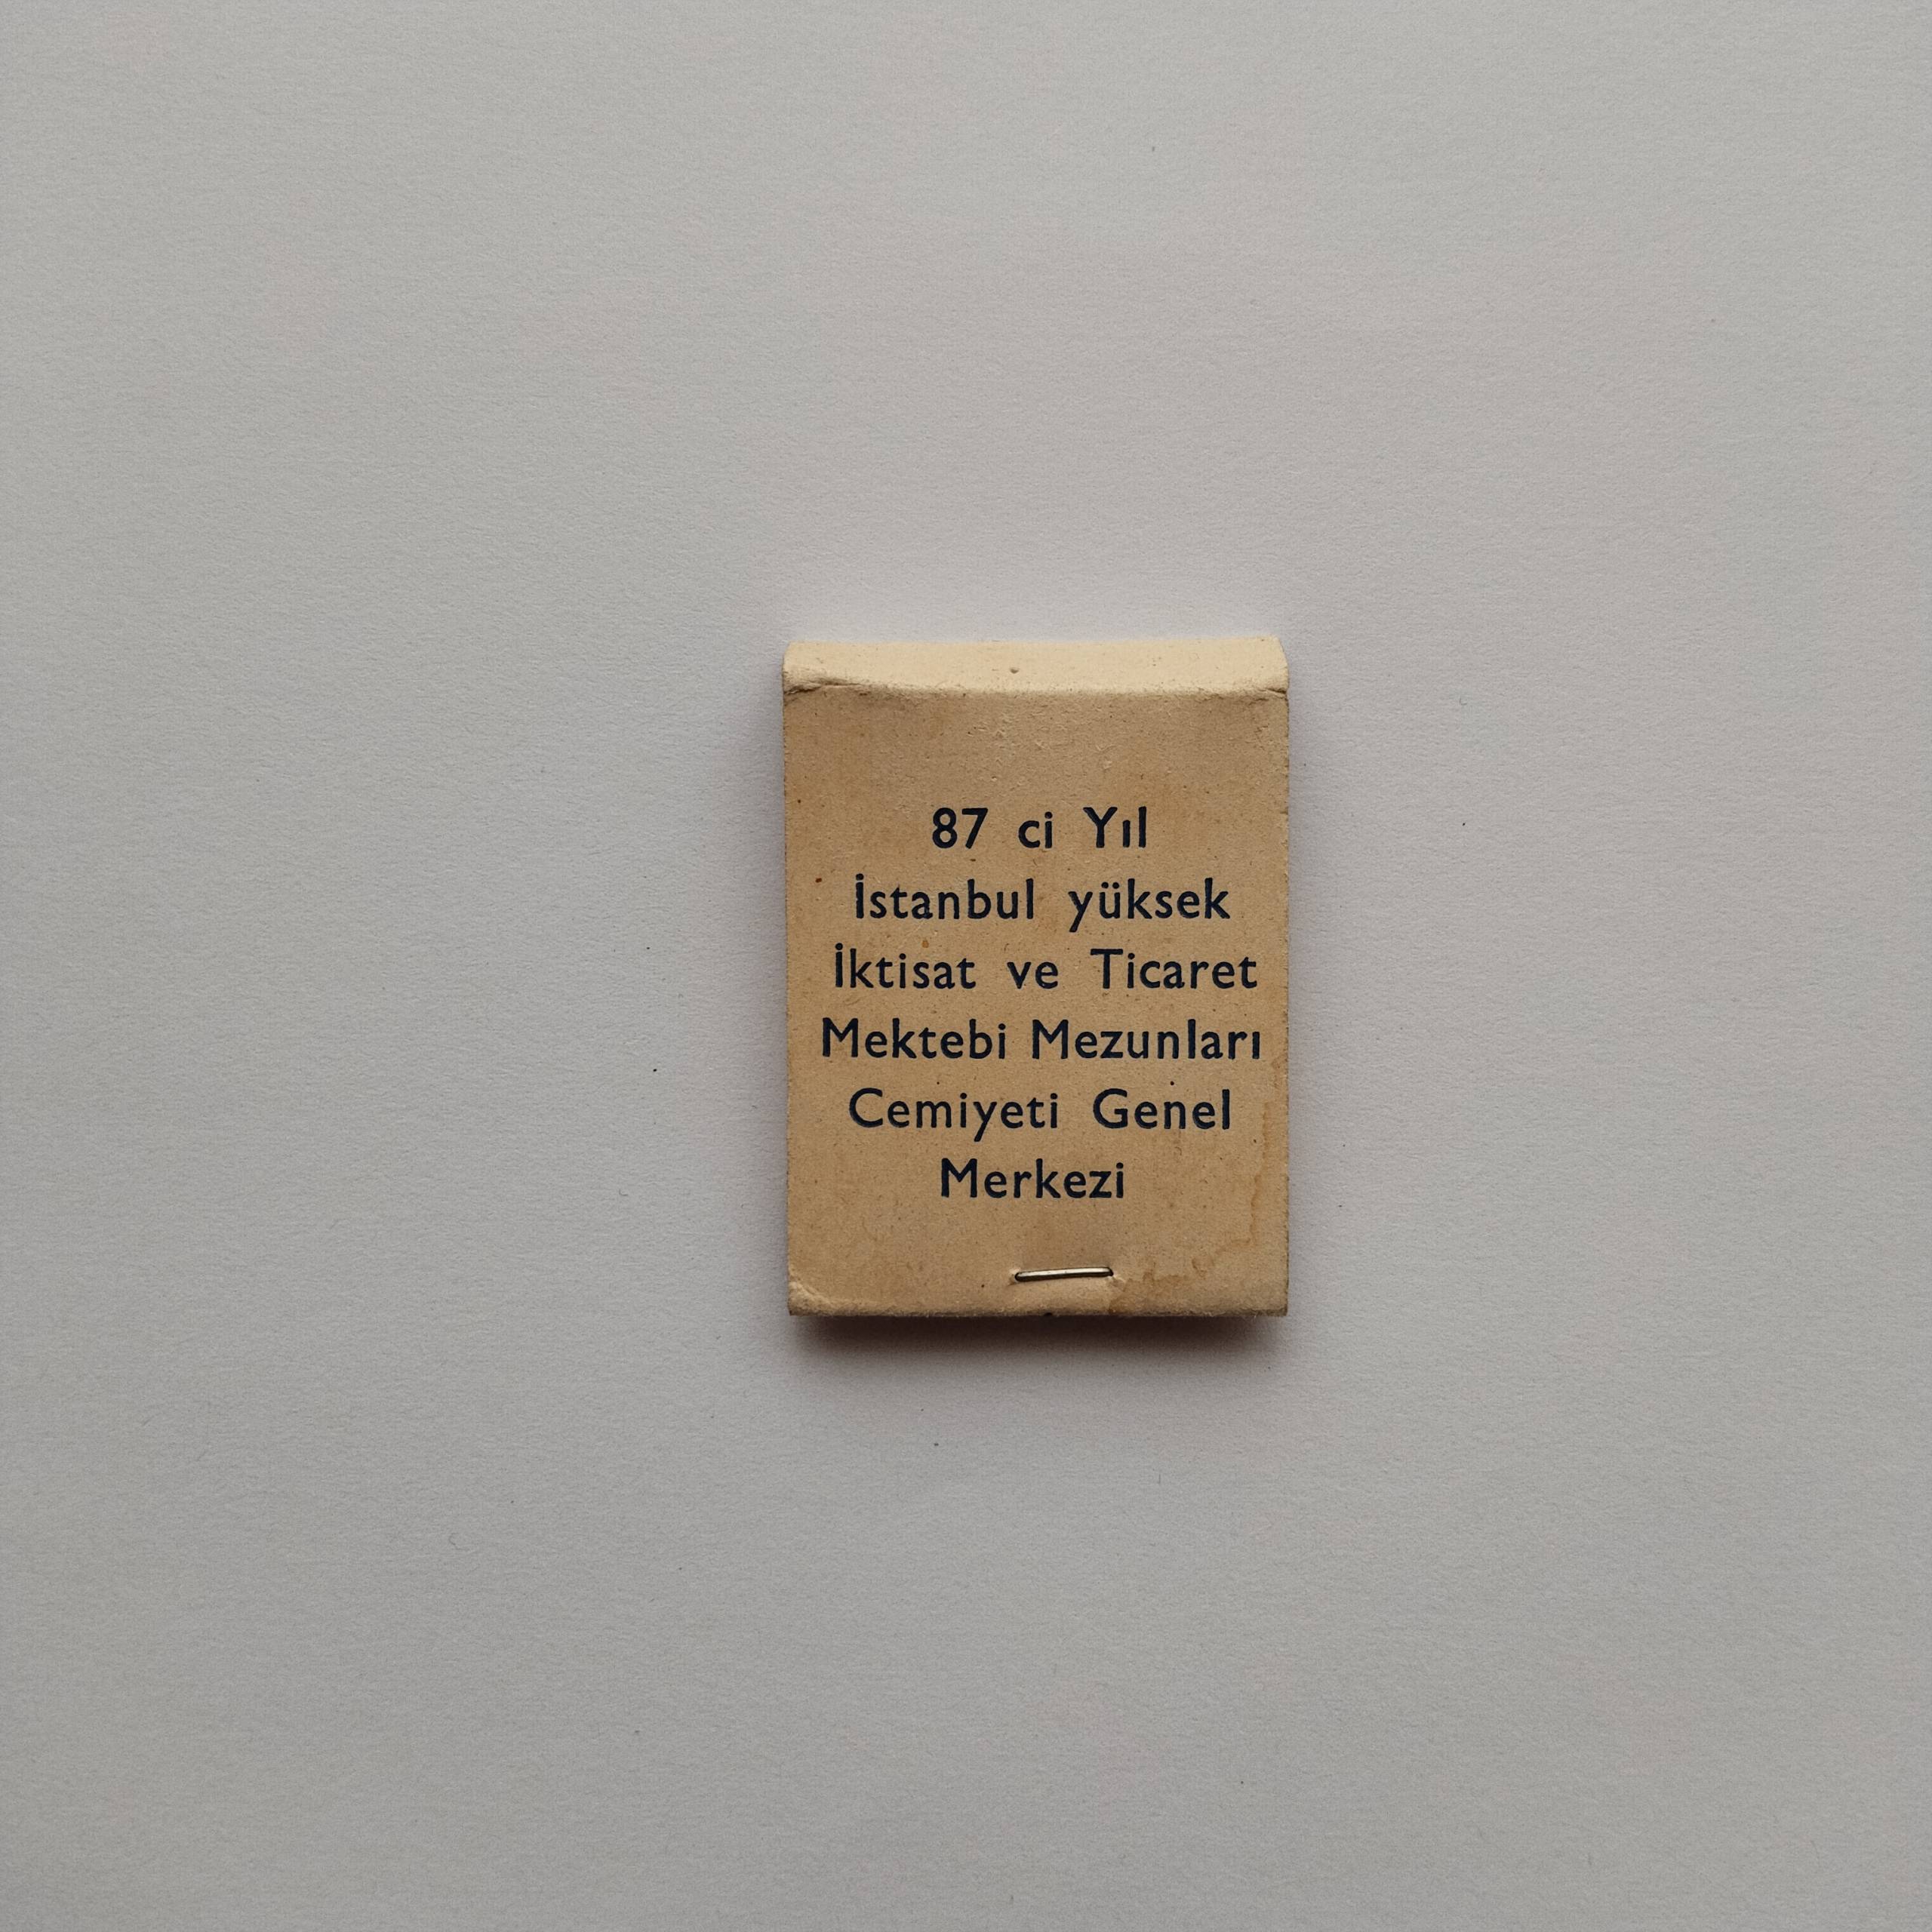 87 ci Yıl
İstanbul yüksek
İktisat ve Ticaret
Mektebi Mezunları
Cemiyeti Genel
Merkezi